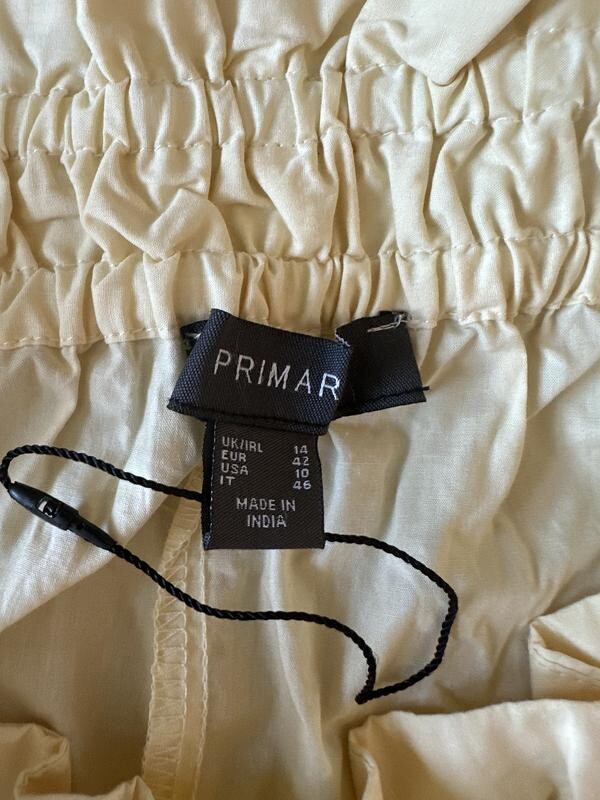 PRIMAR
UK/IRL 14
EUR 42
USA 10
IT 46
MADE IN
INDIA